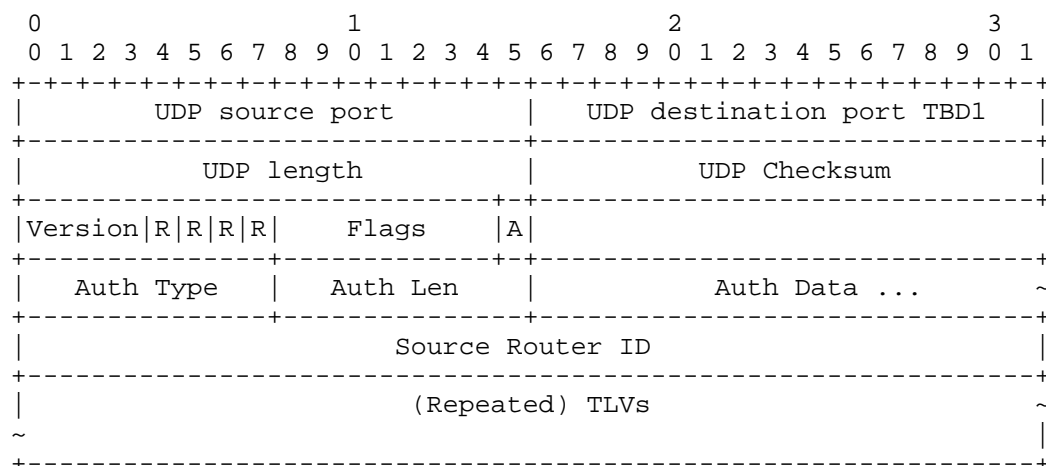 0                   1                   2                   3
 0 1 2 3 4 5 6 7 8 9 0 1 2 3 4 5 6 7 8 9 0 1 2 3 4 5 6 7 8 9 0 1
+-+-+-+-+-+-+-+-+-+-+-+-+-+-+-+-+-+-+-+-+-+-+-+-+-+-+-+-+-+-+-+-+
|        UDP source port        |   UDP destination port TBD1   |
+-------------------------------+-------------------------------+
|           UDP length          |          UDP Checksum         |
+-----------------------------+-+-------------------------------+
|Version|R|R|R|R|    Flags    |A|
+---------------+-------------+-+-------------------------------+
|   Auth Type   |   Auth Len    |           Auth Data ...       ~
+---------------+---------------+-------------------------------+
|                       Source Router ID                        |
+---------------------------------------------------------------+
|                        (Repeated) TLVs                        ~
~                                                               |
+---------------------------------------------------------------+